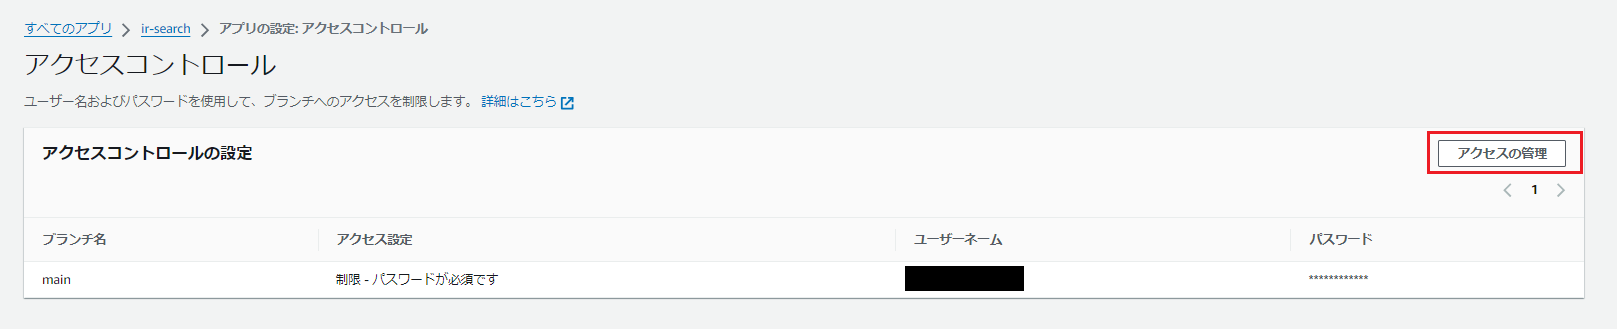 すべてのアプリ > ir-search > アプリの設定: アクセスコントロール
アクセスコントロール
ユーザー名およびパスワードを使用して、ブランチへのアクセスを制限します。 詳細はこちら
アクセスコントロールの設定 アクセスの管理
< 1 >
ブランチ名 アクセス設定 ユーザーネーム パスワード
main 制限 - パスワードが必須です ************